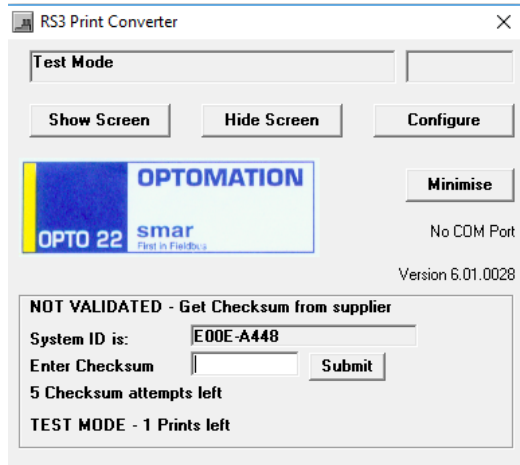 RS3 Print Converter
Test Mode
Show Screen Hide Screen Configure
OPTOMATION
Minimise
OPTO 22 smar
First in Fieldbus
No COM Port
Version 6.01.0028
NOT VALIDATED - Get Checksum from supplier
System ID is: E00E-A448
Enter Checksum Submit
5 Checksum attempts left
TEST MODE - 1 Prints left